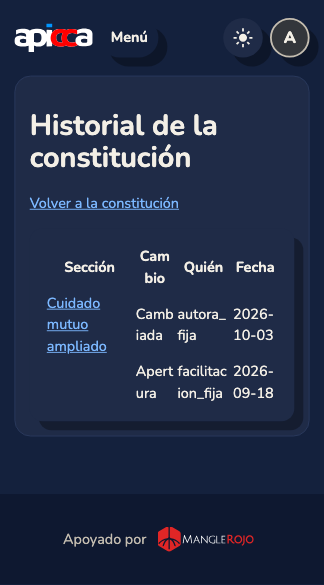 apicca Menú A
Historial de la
constitución
Volver a la constitución
Sección Cam
bio Quién Fecha
Cuidado
mutuo
ampliado
Camb
iada autora_
fija 2026-
10-03
Apert
ura facilitac
ion_fija 2026-
09-18
Apoyado por MANGLEROJO